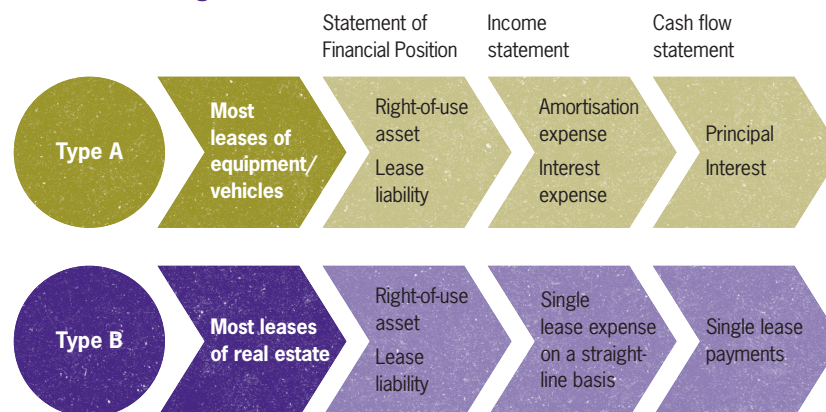 Statement of
Financial Position
Income
statement
Cash flow
statement
Type A
Most
leases of
equipment/
vehicles
Right-of-use
asset
Lease
liability
Amortisation
expense
Interest
expense
Principal
Interest
Type B
Most leases
of real estate
Right-of-use
asset
Lease
liability
Single
lease expense
on a straight-
line basis
Single lease
payments